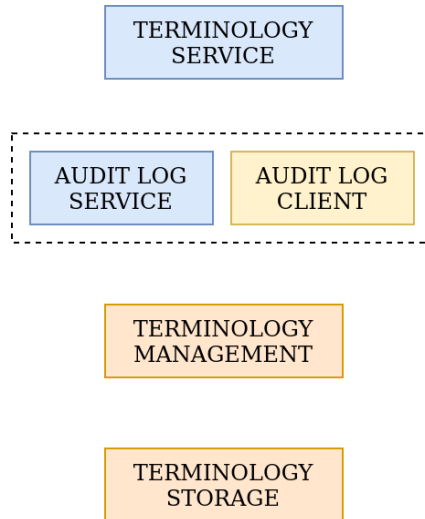 TERMINOLOGY
SERVICE
AUDIT LOG
SERVICE
AUDIT LOG
CLIENT
TERMINOLOGY
MANAGEMENT
TERMINOLOGY
STORAGE